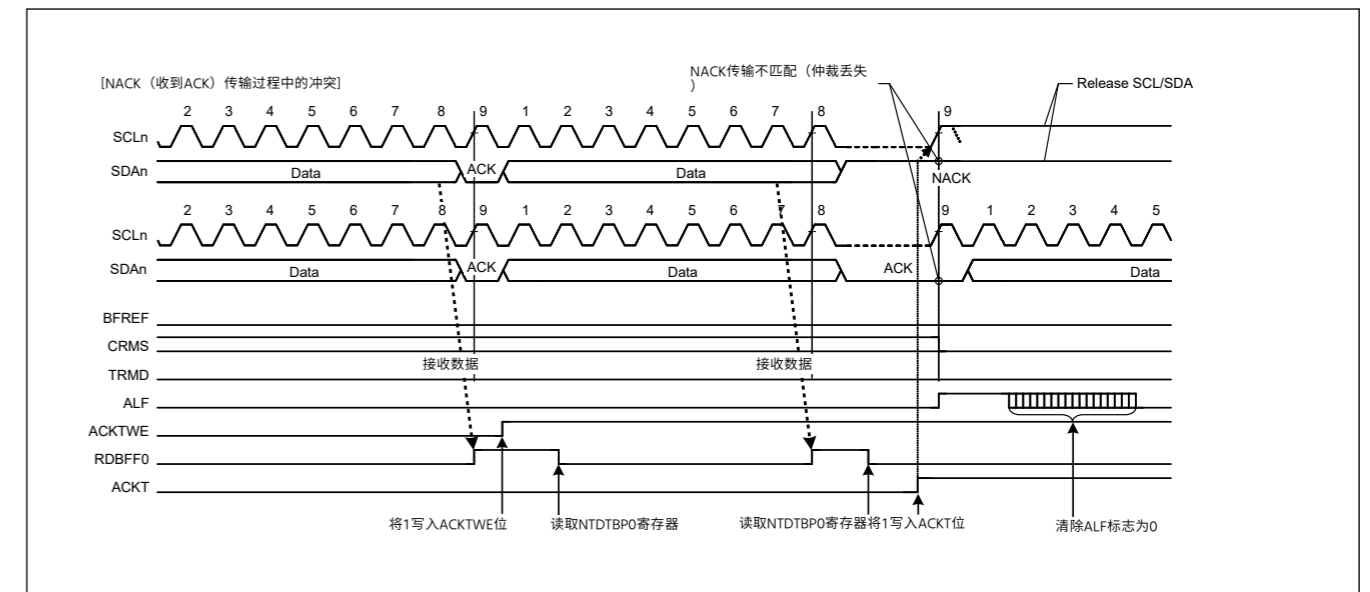 [NACK（收到ACK）传输过程中的冲突]
NACK传输不匹配（仲裁丢失
）
Release SCL/SDA
2 3 4 5 6 7 8 9 1 2 3 4 5 6 7 8 9
SCLn
SDAn Data ACK Data NACK
2 3 4 5 6 7 8 9 1 2 3 4 5 6 7 8 9 1 2 3 4 5
SCLn
SDAn Data ACK Data ACK Data
BFREF
CRMS
接收数据 接收数据
TRMD
ALF
ACKTWE
RDBFF0
ACKT
将1写入ACKTWE位 读取NTDTBP0寄存器 读取NTDTBP0寄存器将1写入ACKT位 清除ALF标志为0